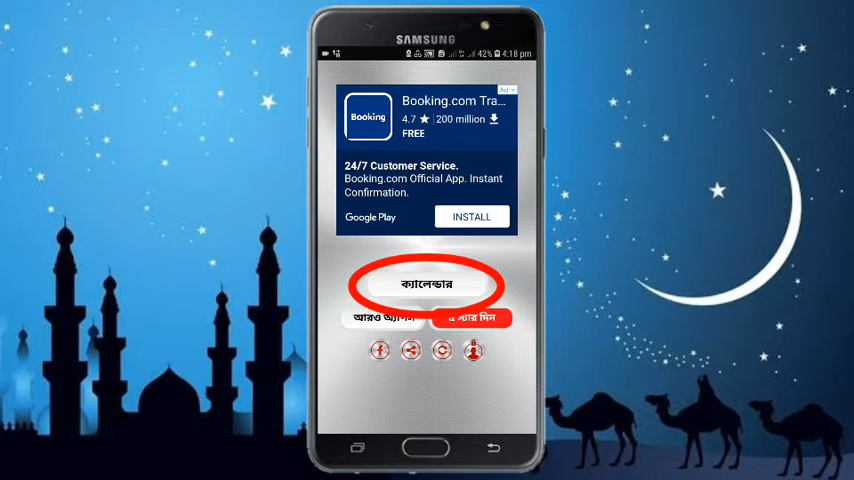 SAMSUNG
42% 4:18 pm
Ad
Booking.com Tra...
Booking
4.7 ★ 200 million
FREE
24/7 Customer Service.
Booking.com Official App. Instant
Confirmation.
Google Play
INSTALL
ক্যালেন্ডার
আরও অ্যাপস
স্টার দিন